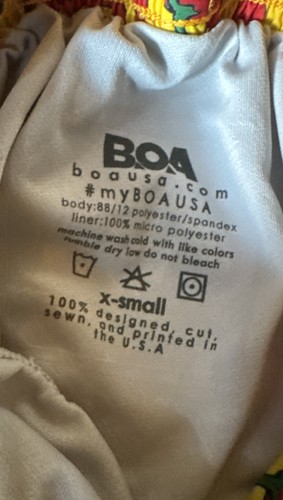 BOA
boausa.com
#myBOAUSA
body:88/12 polyester/spandex
liner:100% micro polyester
machine wash cold with like colors
tumble dry low do not bleach
x-small
100% designed, cut,
sewn, and printed in
the U.S.A